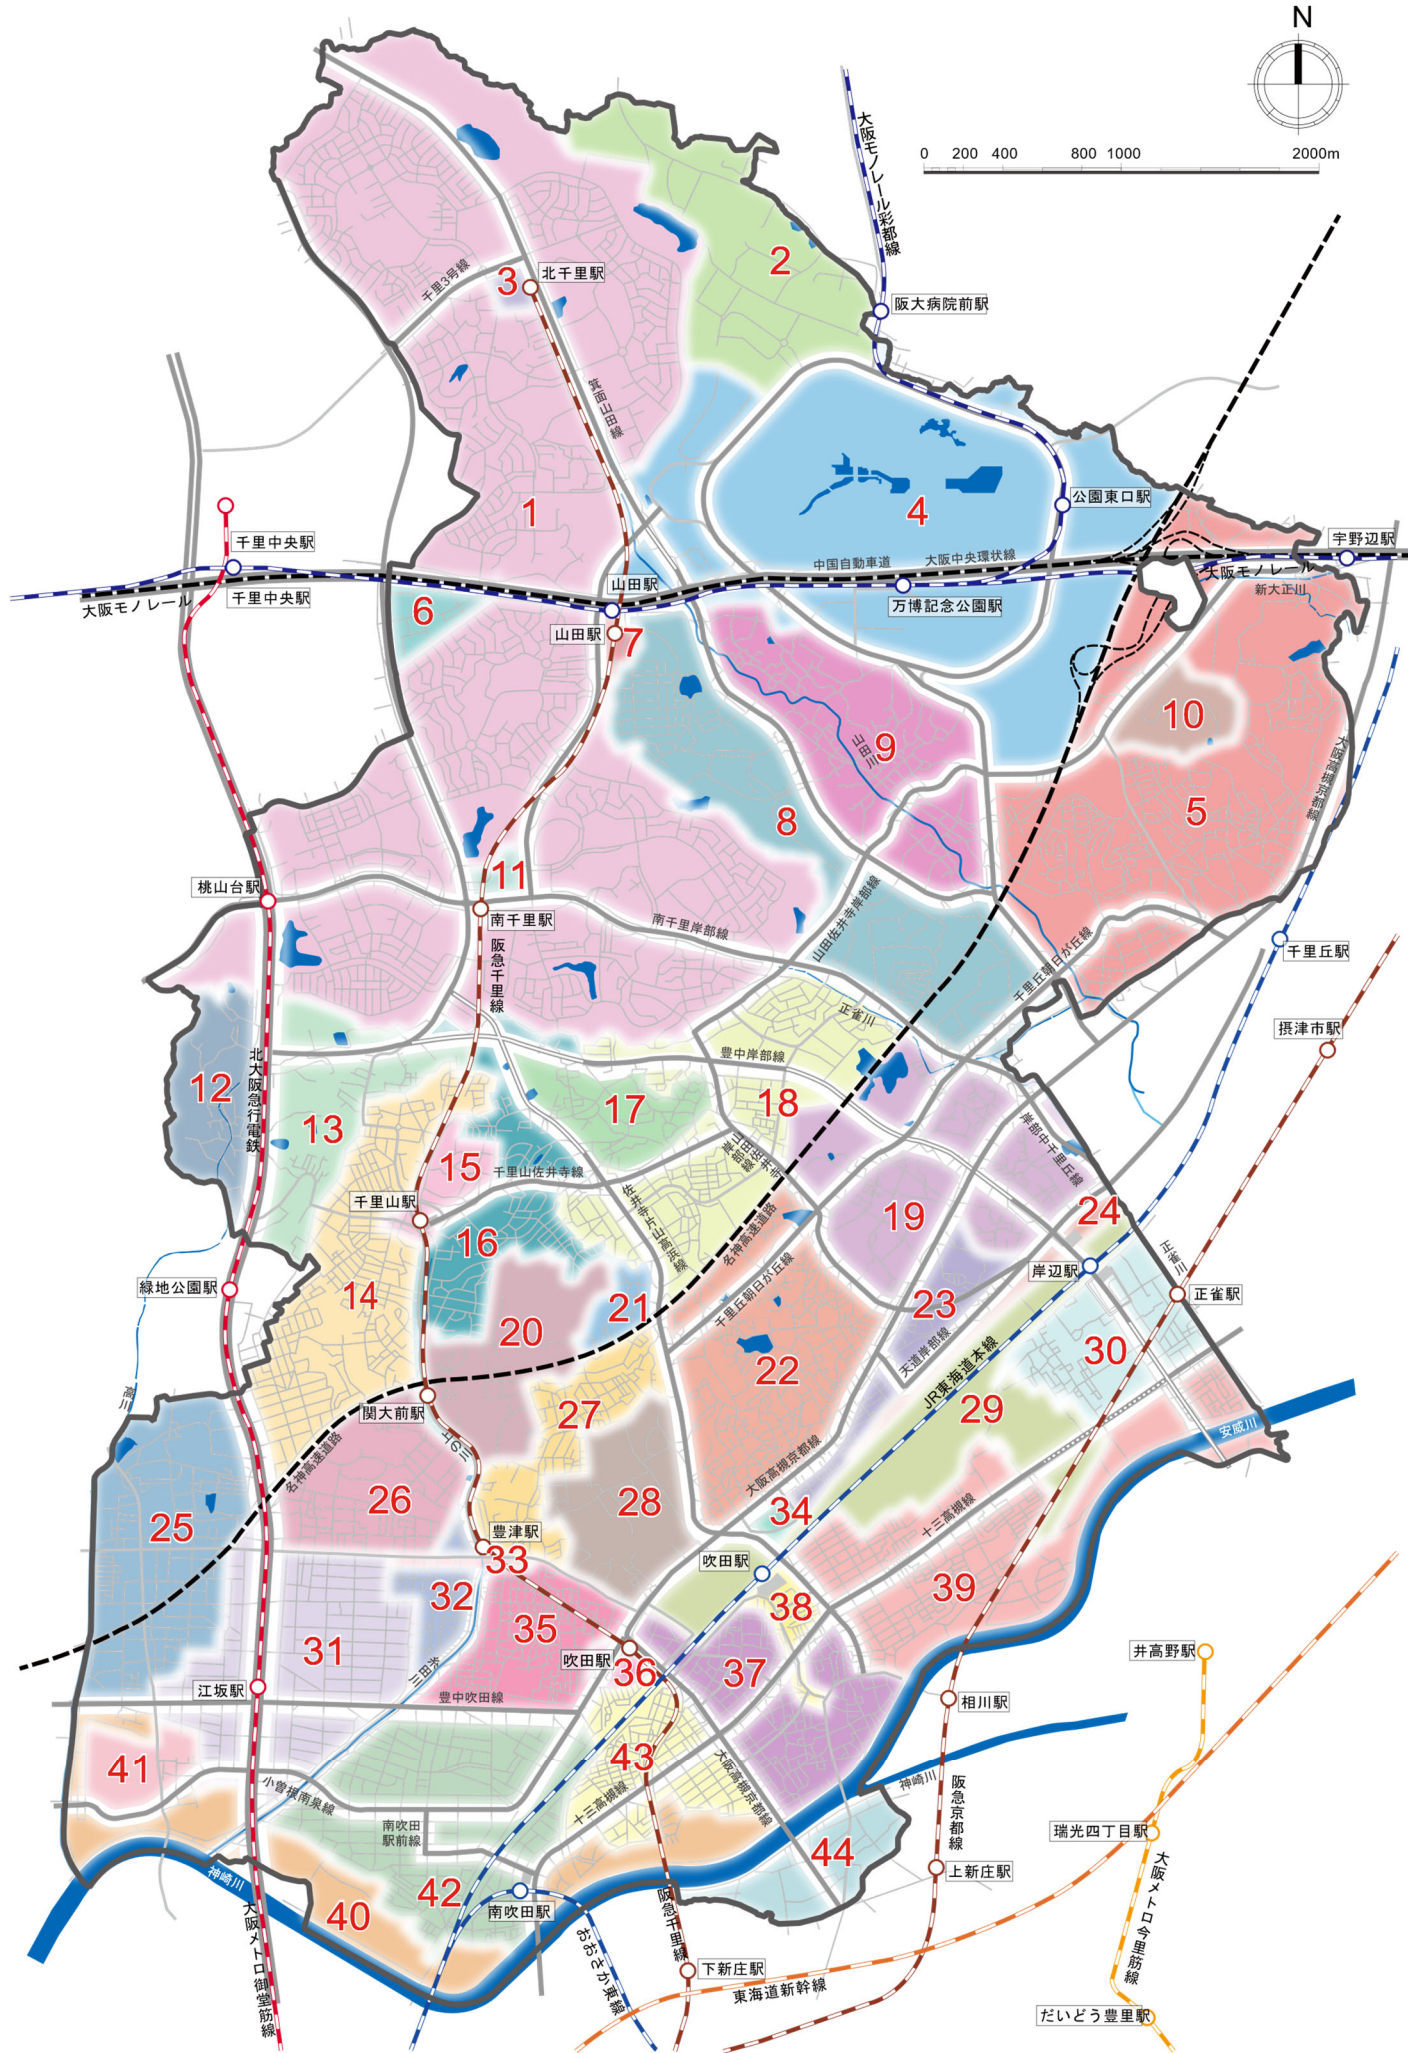 N
0 200 400 800 1000 2000m
大阪モノレール彩都線
2
3
北千里駅
千里3号線
阪大病院前駅
箕面山田線
1
4
公園東口駅
千里中央駅
中国自動車道
大阪中央環状線
宇野辺駅
山田駅
大阪モノレール
千里中央駅
大阪モノレール
万博記念公園駅
新大正川
6
山田駅
7
10
9
山田川
大阪高槻京都線
8
5
11
桃山台駅
南千里駅
南千里岸部線
山田佐井寺岸部線
阪急千里線
千里丘朝日が丘線
千里丘駅
正雀川
摂津市駅
豊中岸部線
12
北大阪急行電鉄
13
17
18
岸部中千里丘線
15
千里山佐井寺線
千里山駅
佐井寺片山高浜線
名神高速道路
19
24
16
岸辺駅
正雀川
緑地公園駅
14
21
千里丘朝日が丘線
23
正雀駅
20
天道岸部線
22
30
JR東海道本線
高川
関大前駅
27
29
上の川
安威川
名神高速道路
大阪高槻京都線
26
28
25
34
十三高槻線
豊津駅
33
吹田駅
32
38
39
35
31
糸田川
吹田駅
36
37
井高野駅
江坂駅
豊中吹田線
相川駅
41
43
小曽根南泉線
大阪高槻京都線
神崎川
十三高槻線
阪急京都線
南吹田
駅前線
瑞光四丁目駅
44
上新庄駅
神崎川
42
40
南吹田駅
大阪メトロ御堂筋線
阪急千里線
おおさか東線
下新庄駅
東海道新幹線
大阪メトロ今里筋線
だいどう豊里駅